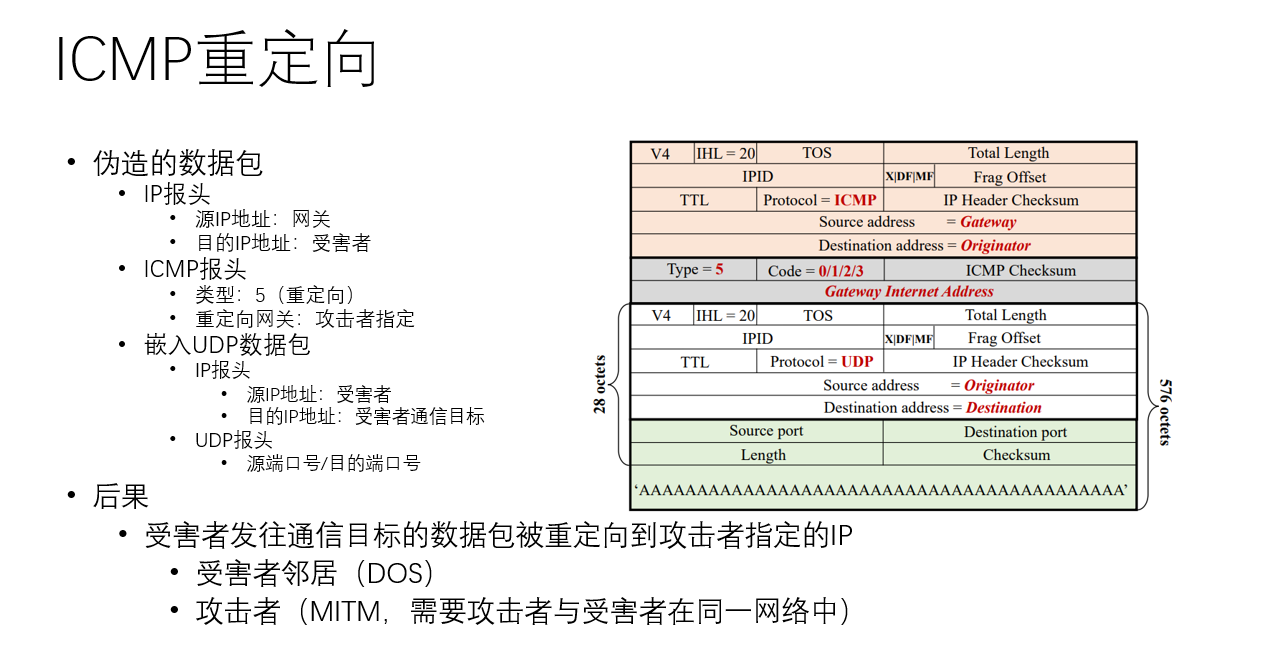 ICMP重定向
• 伪造的数据包
• IP报头
• 源IP地址：网关
• 目的IP地址：受害者
• ICMP报头
• 类型：5（重定向）
• 重定向网关：攻击者指定
• 嵌入UDP数据包
• IP报头
• 源IP地址：受害者
• 目的IP地址：受害者通信目标
• UDP报头
• 源端口号/目的端口号
• 后果
• 受害者发往通信目标的数据包被重定向到攻击者指定的IP
• 受害者邻居（DOS）
• 攻击者（MITM，需要攻击者与受害者在同一网络中）
V4 IHL = 20 TOS Total Length
IPID X|DF|MF Frag Offset
TTL Protocol = ICMP IP Header Checksum
Source address = Gateway
Destination address = Originator
Type = 5 Code = 0/1/2/3 ICMP Checksum
Gateway Internet Address
V4 IHL = 20 TOS Total Length
IPID X|DF|MF Frag Offset
TTL Protocol = UDP IP Header Checksum
Source address = Originator
Destination address = Destination
Source port Destination port
Length Checksum
‘AAAAAAAAAAAAAAAAAAAAAAAAAAAAAAAAAAAAAAAAA’
28 octets
576 octets